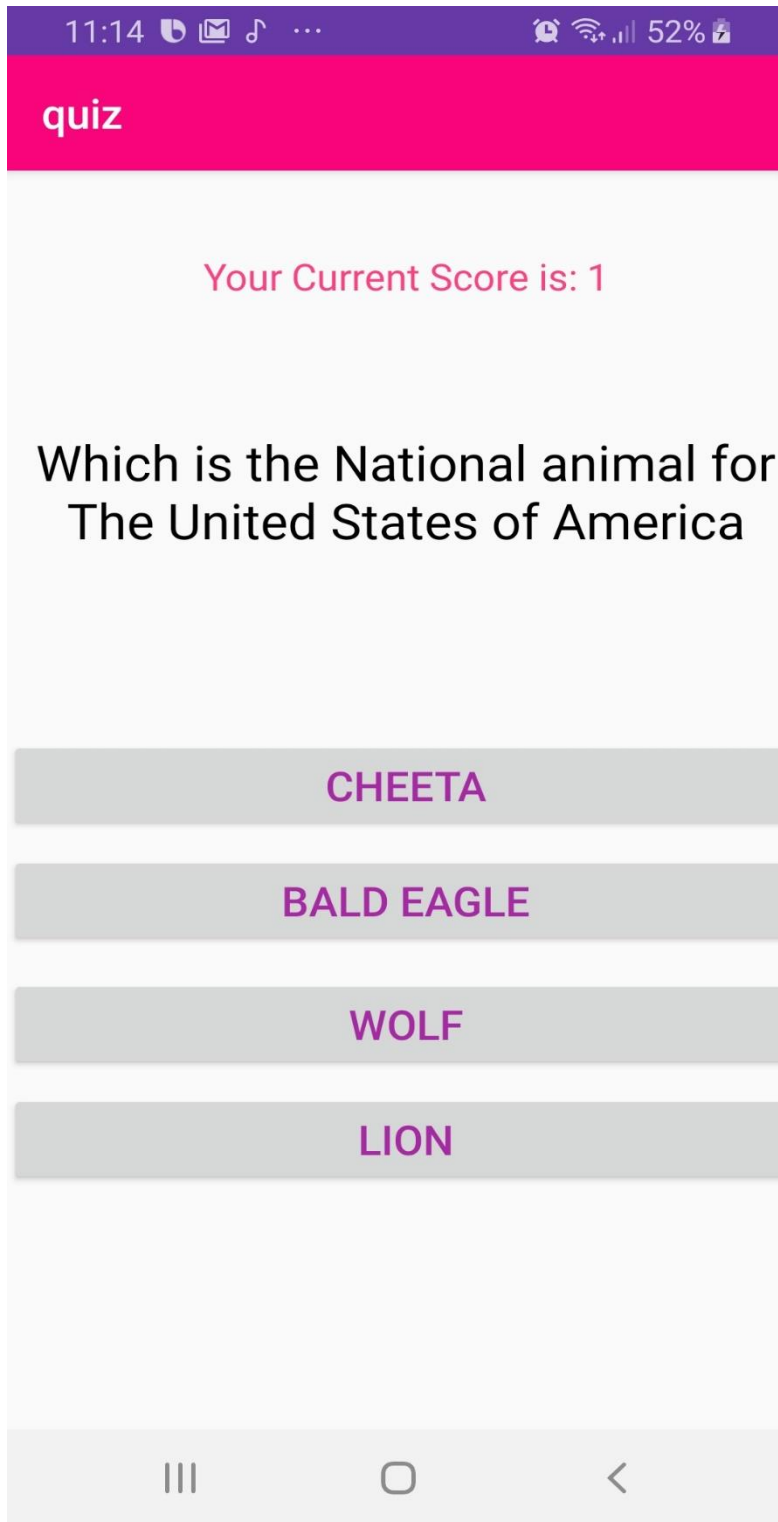 11:14 52%
quiz
Your Current Score is: 1
Which is the National animal for
The United States of America
CHEETA
BALD EAGLE
WOLF
LION